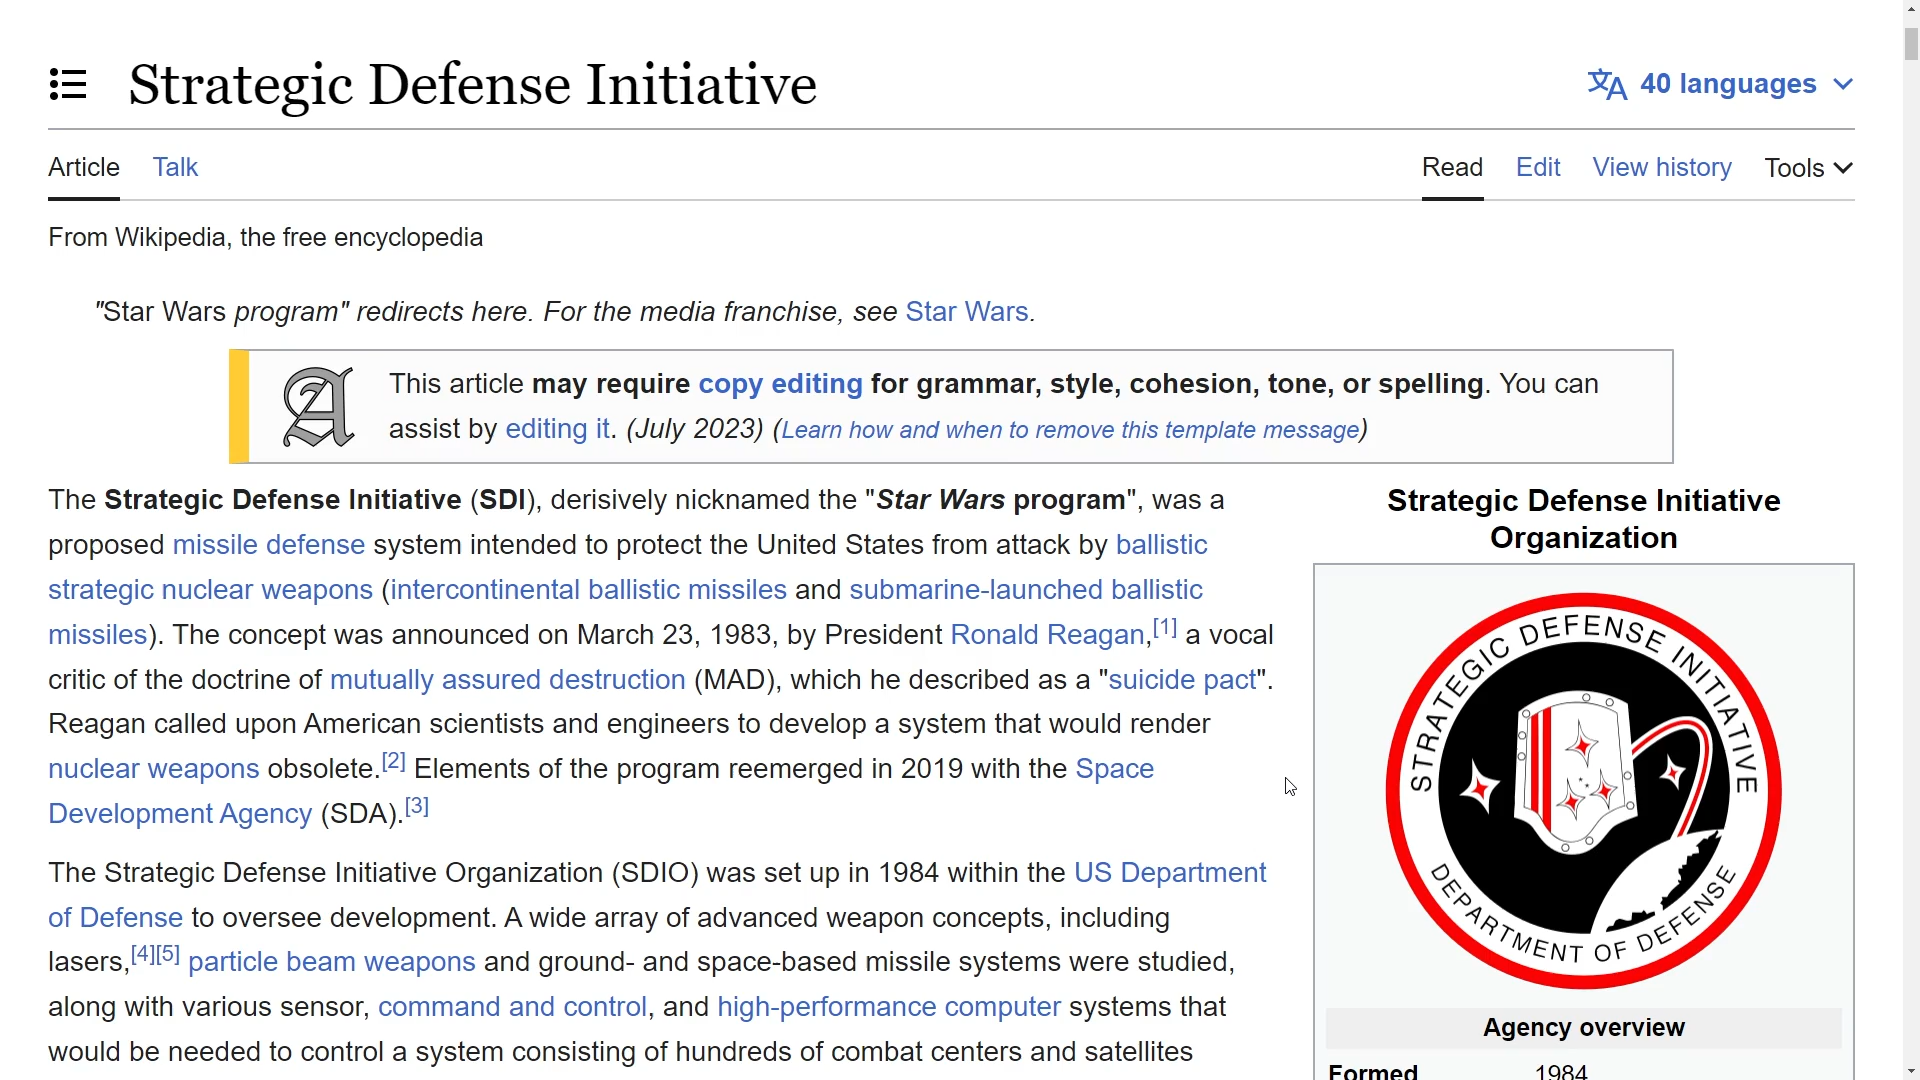 Strategic Defense Initiative
40 languages
Article Talk
Read Edit View history Tools
From Wikipedia, the free encyclopedia
"Star Wars program" redirects here. For the media franchise, see Star Wars.
This article may require copy editing for grammar, style, cohesion, tone, or spelling. You can
assist by editing it. (July 2023) (Learn how and when to remove this template message)
The Strategic Defense Initiative (SDI), derisively nicknamed the "Star Wars program", was a
proposed missile defense system intended to protect the United States from attack by ballistic
strategic nuclear weapons (intercontinental ballistic missiles and submarine-launched ballistic
missiles). The concept was announced on March 23, 1983, by President Ronald Reagan,[1] a vocal
critic of the doctrine of mutually assured destruction (MAD), which he described as a "suicide pact".
Reagan called upon American scientists and engineers to develop a system that would render
nuclear weapons obsolete.[2] Elements of the program reemerged in 2019 with the Space
Development Agency (SDA).[3]
The Strategic Defense Initiative Organization (SDIO) was set up in 1984 within the US Department
of Defense to oversee development. A wide array of advanced weapon concepts, including
lasers,[4][5] particle beam weapons and ground- and space-based missile systems were studied,
along with various sensor, command and control, and high-performance computer systems that
would be needed to control a system consisting of hundreds of combat centers and satellites
Strategic Defense Initiative
Organization
STRATEGIC DEFENSE INITIATIVE
DEPARTMENT OF DEFENSE
Agency overview
Formed 1984